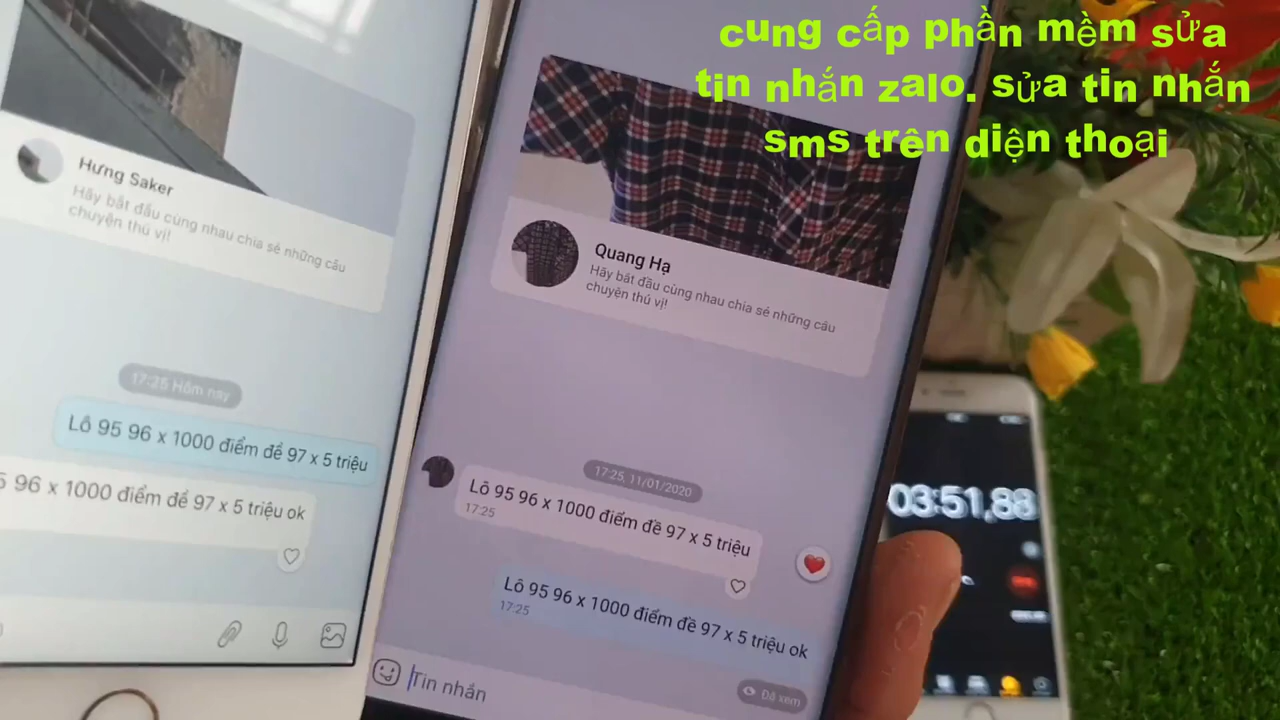 cung cấp phần mềm sửa
tin nhắn zalo. sửa tin nhắn
sms trên điện thoại
Hưng Saker
Hãy bắt đầu cùng nhau chia sẻ những câu
chuyện thú vị!
17:25 Hôm nay
Lô 95 96 x 1000 điểm đề 97 x 5 triệu
96 x 1000 điểm đề 97 x 5 triệu ok
Quang Hạ
Hãy bắt đầu cùng nhau chia sẻ những câu
chuyện thú vị!
17:25, 11/01/2020
Lô 95 96 x 1000 điểm đề 97 x 5 triệu
17:25
Lô 95 96 x 1000 điểm đề 97 x 5 triệu ok
17:25
Tin nhắn
Đã xem
03:51,88